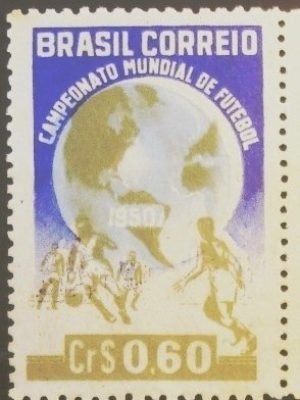 BRASIL CORREIO
CAMPEONATO MUNDIAL DE FUTEBOL
1950
Cr$0,60